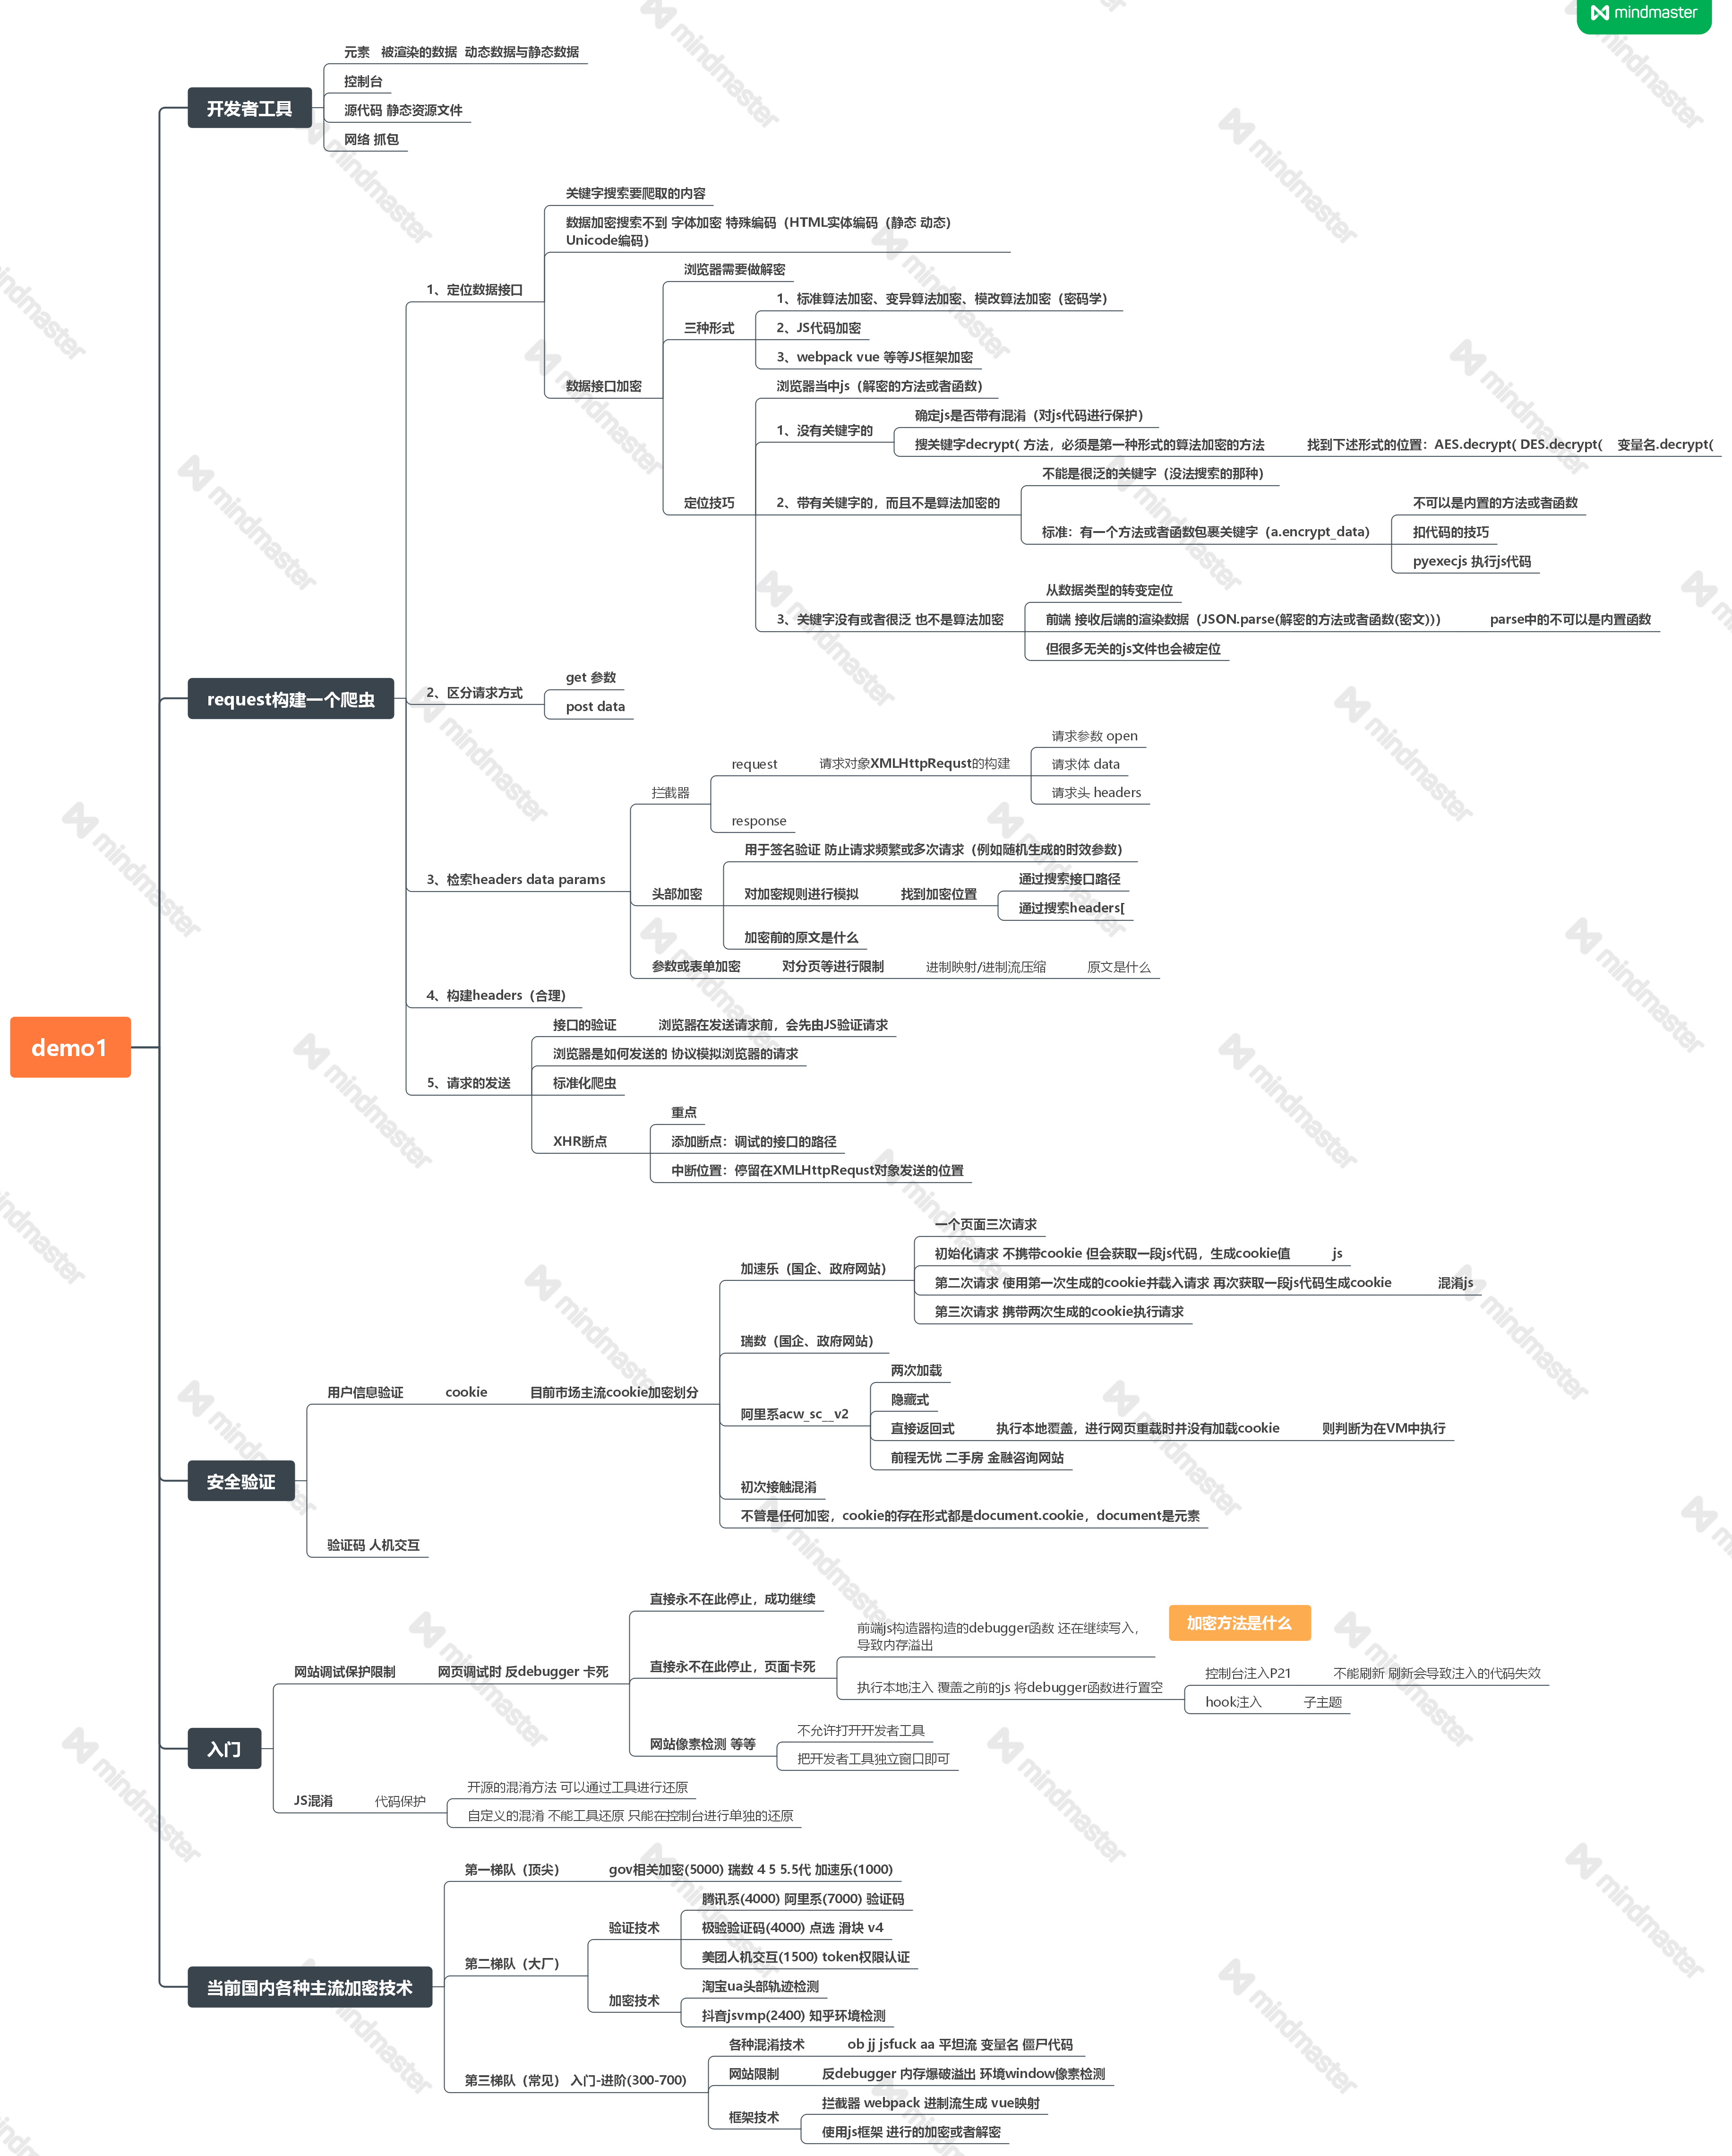 mindmaster
元素   被渲染的数据  动态数据与静态数据
控制台
开发者工具
源代码 静态资源文件
网络 抓包
关键字搜索要爬取的内容
数据加密搜索不到 字体加密 特殊编码（HTML实体编码（静态 动态）
Unicode编码）
1、定位数据接口
浏览器需要做解密
1、标准算法加密、变异算法加密、模改算法加密（密码学）
三种形式
2、JS代码加密
3、webpack vue 等等JS框架加密
数据接口加密
浏览器当中js（解密的方法或者函数）
确定js是否带有混淆（对js代码进行保护）
1、没有关键字的
搜关键字decrypt( 方法，必须是第一种形式的算法加密的方法
找到下述形式的位置：AES.decrypt( DES.decrypt(    变量名.decrypt(
定位技巧
不能是很泛的关键字（没法搜索的那种）
2、带有关键字的，而且不是算法加密的
不可以是内置的方法或者函数
标准：有一个方法或者函数包裹关键字（a.encrypt_data）
扣代码的技巧
pyexecjs 执行js代码
从数据类型的转变定位
3、关键字没有或者很泛 也不是算法加密
前端 接收后端的渲染数据（JSON.parse(解密的方法或者函数(密文)））
parse中的不可以是内置函数
但很多无关的js文件也会被定位
request构建一个爬虫
2、区分请求方式
get 参数
post data
3、检索headers data params
拦截器
request
请求对象XMLHttpRequst的构建
请求参数 open
请求体 data
请求头 headers
response
头部加密
用于签名验证 防止请求频繁或多次请求（例如随机生成的时效参数）
对加密规则进行模拟
找到加密位置
通过搜索接口路径
通过搜索headers[
加密前的原文是什么
参数或表单加密
对分页等进行限制
进制映射/进制流压缩
原文是什么
4、构建headers（合理）
demo1
5、请求的发送
接口的验证
浏览器在发送请求前，会先由JS验证请求
浏览器是如何发送的 协议模拟浏览器的请求
标准化爬虫
XHR断点
重点
添加断点：调试的接口的路径
中断位置：停留在XMLHttpRequst对象发送的位置
安全验证
用户信息验证
cookie
目前市场主流cookie加密划分
加速乐（国企、政府网站）
一个页面三次请求
初始化请求 不携带cookie 但会获取一段js代码，生成cookie值
js
第二次请求 使用第一次生成的cookie并载入请求 再次获取一段js代码生成cookie
混淆js
第三次请求 携带两次生成的cookie执行请求
瑞数（国企、政府网站）
阿里系acw_sc__v2
两次加载
隐藏式
直接返回式
执行本地覆盖，进行网页重载时并没有加载cookie
则判断为在VM中执行
前程无忧 二手房 金融咨询网站
初次接触混淆
不管是任何加密，cookie的存在形式都是document.cookie，document是元素
验证码 人机交互
入门
网站调试保护限制
网页调试时 反debugger 卡死
直接永不在此停止，成功继续
直接永不在此停止，页面卡死
前端js构造器构造的debugger函数 还在继续写入，
导致内存溢出
加密方法是什么
执行本地注入 覆盖之前的js 将debugger函数进行置空
控制台注入P21
不能刷新 刷新会导致注入的代码失效
hook注入
子主题
网站像素检测 等等
不允许打开开发者工具
把开发者工具独立窗口即可
JS混淆
代码保护
开源的混淆方法 可以通过工具进行还原
自定义的混淆 不能工具还原 只能在控制台进行单独的还原
当前国内各种主流加密技术
第一梯队（顶尖）
gov相关加密(5000) 瑞数 4 5 5.5代 加速乐(1000)
第二梯队（大厂）
验证技术
腾讯系(4000) 阿里系(7000) 验证码
极验验证码(4000) 点选 滑块 v4
美团人机交互(1500) token权限认证
加密技术
淘宝ua头部轨迹检测
抖音jsvmp(2400) 知乎环境检测
第三梯队（常见） 入门-进阶(300-700)
各种混淆技术
ob jj jsfuck aa 平坦流 变量名 僵尸代码
网站限制
反debugger 内存爆破溢出 环境window像素检测
框架技术
拦截器 webpack 进制流生成 vue映射
使用js框架 进行的加密或者解密